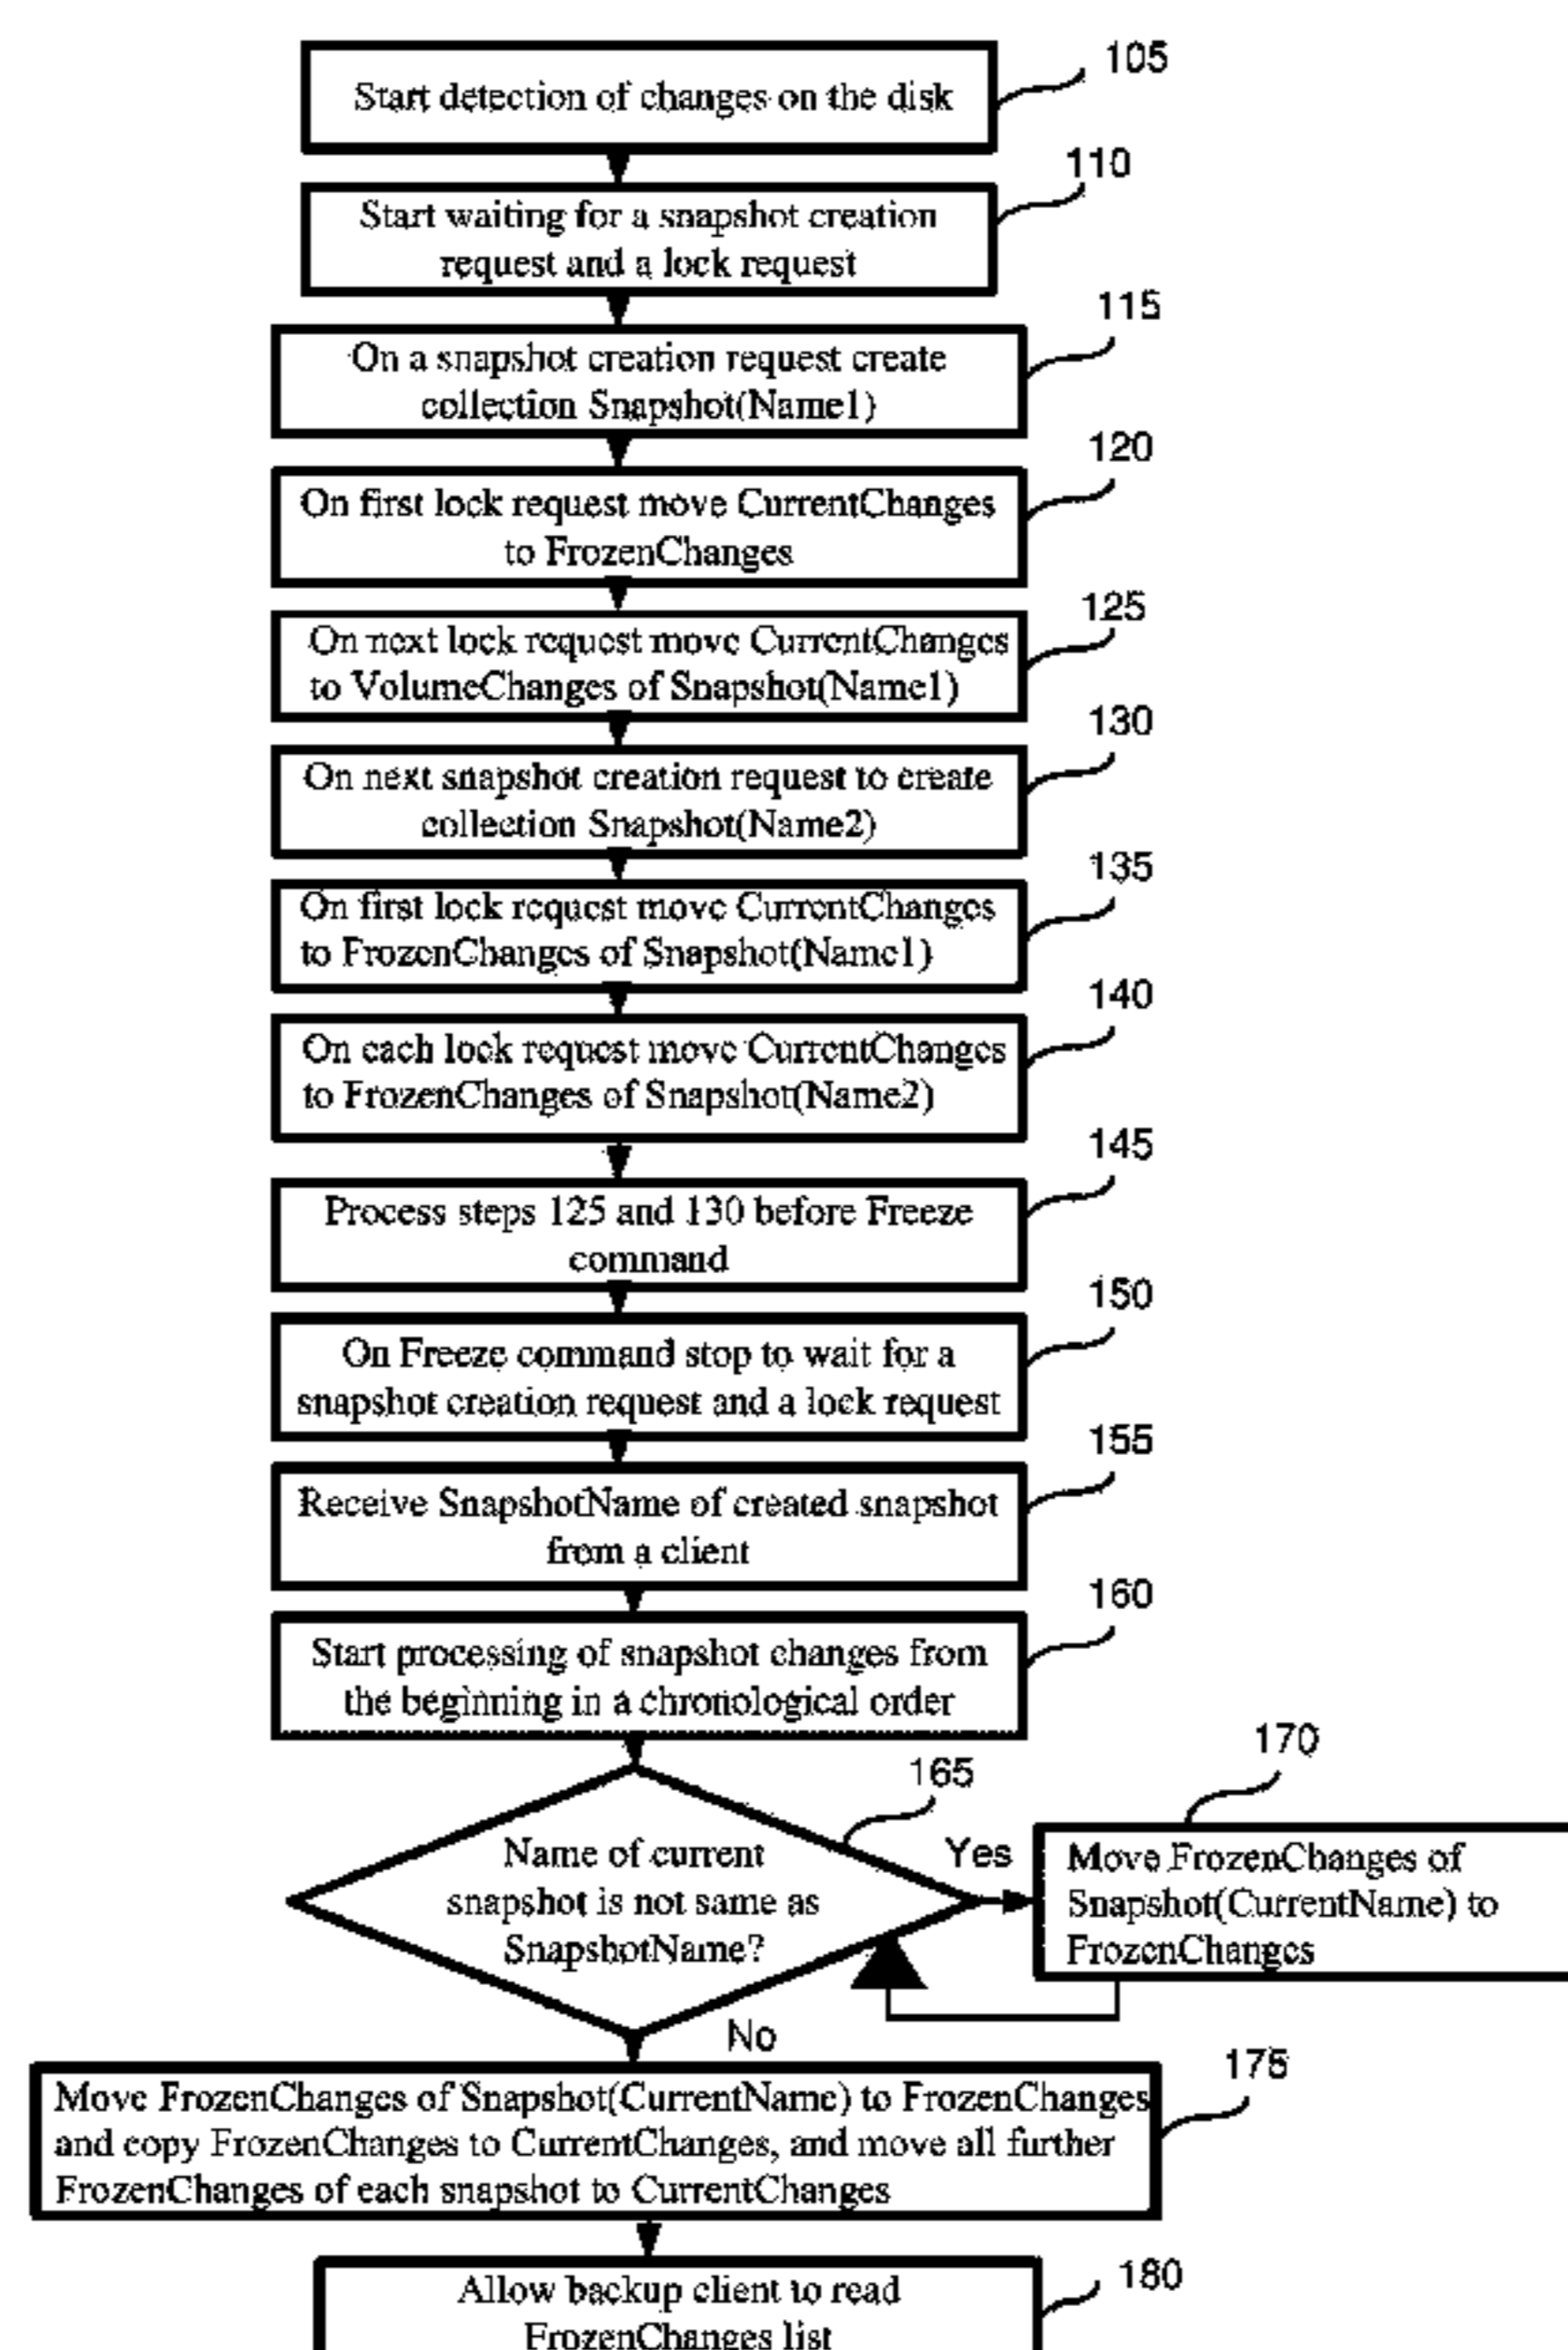 105
Start detection of changes on the disk
110
Start waiting for a snapshot creation
request and a lock request
115
On a snapshot creation request create
collection Snapshot(Name1)
120
On first lock request move CurrentChanges
to FrozenChanges
125
On next lock request move CurrentChanges
to VolumeChanges of Snapshot(Name1)
130
On next snapshot creation request to create
collection Snapshot(Name2)
135
On first lock request move CurrentChanges
to FrozenChanges of Snapshot(Name1)
140
On each lock request move CurrentChanges
to FrozenChanges of Snapshot(Name2)
145
Process steps 125 and 130 before Freeze
command
150
On Freeze command stop to wait for a
snapshot creation request and a lock request
155
Receive SnapshotName of created snapshot
from a client
160
Start processing of snapshot changes from
the beginning in a chronological order
165
Name of current
snapshot is not same as
SnapshotName?
Yes
170
Move FrozenChanges of
Snapshot(CurrentName) to
FrozenChanges
No
175
Move FrozenChanges of Snapshot(CurrentName) to FrozenChanges
and copy FrozenChanges to CurrentChanges, and move all further
FrozenChanges of each snapshot to CurrentChanges
180
Allow backup client to read
FrozenChanges list